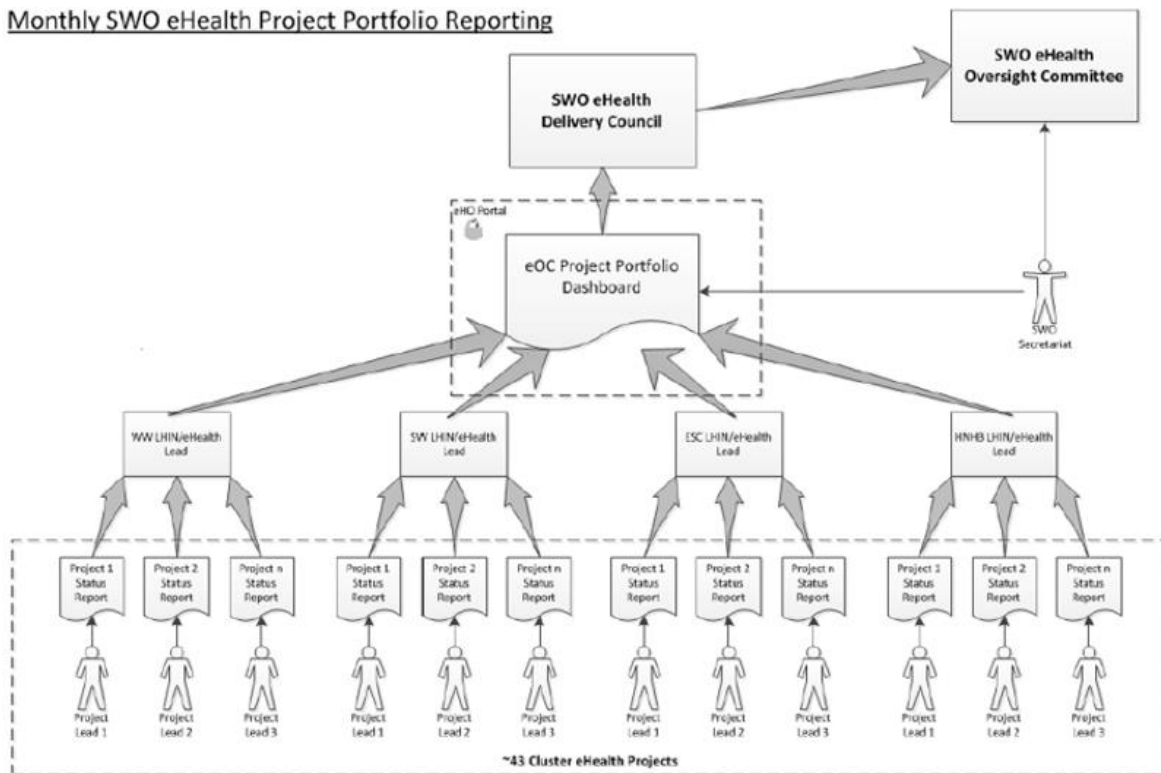 Monthly SWO eHealth Project Portfolio Reporting
SWO eHealth
Oversight Committee
SWO eHealth
Delivery Council
eHO Portal
eOC Project Portfolio
Dashboard
SWO
Secretariat
WW LHIN/eHealth
Lead
SW LHIN/eHealth
Lead
ESC LHIN/eHealth
Lead
HNHB LHIN/eHealth
Lead
Project 1
Status
Report
Project 2
Status
Report
Project n
Status
Report
Project 1
Status
Report
Project 2
Status
Report
Project n
Status
Report
Project 1
Status
Report
Project 2
Status
Report
Project n
Status
Report
Project 1
Status
Report
Project 2
Status
Report
Project n
Status
Report
Project
Lead 1
Project
Lead 2
Project
Lead 3
Project
Lead 1
Project
Lead 2
Project
Lead 3
Project
Lead 1
Project
Lead 2
Project
Lead 3
Project
Lead 1
Project
Lead 2
Project
Lead 3
~43 Cluster eHealth Projects